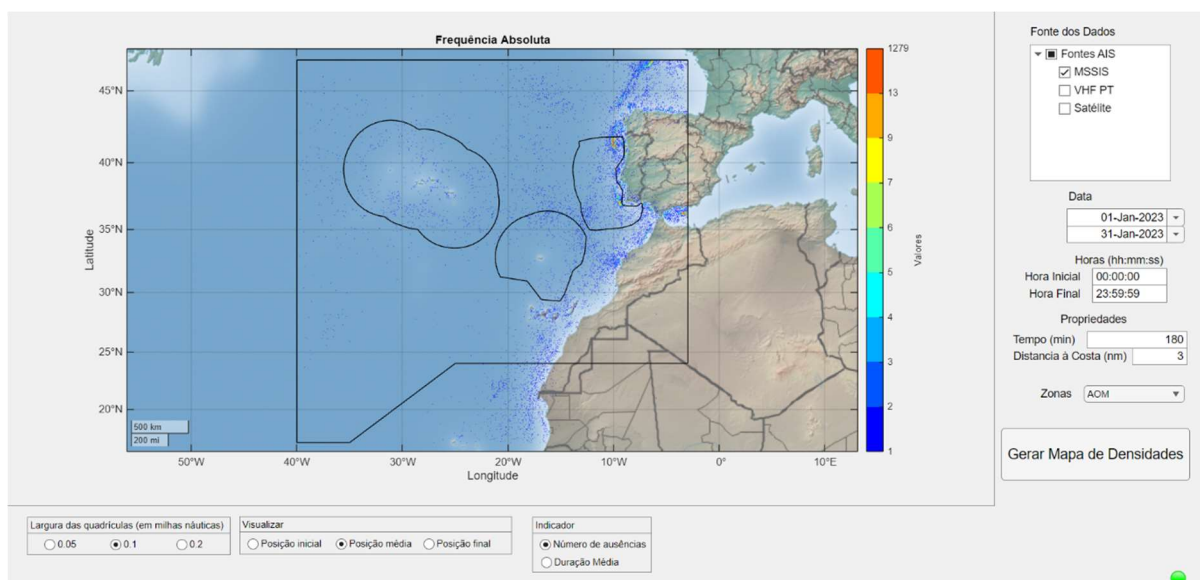 Frequência Absoluta
45°N
40°N
35°N
30°N
25°N
20°N
Latitude
500 km
200 mi
50°W
40°W
30°W
20°W
10°W
0°
10°E
Longitude
1279
13
9
7
6
5
4
3
2
1
Valores
Fonte dos Dados
Fontes AIS
MSSIS
VHF PT
Satélite
Data
01-Jan-2023
31-Jan-2023
Horas (hh:mm:ss)
Hora Inicial 00:00:00
Hora Final 23:59:59
Propriedades
Tempo (min) 180
Distancia à Costa (nm) 3
Zonas AOM
Gerar Mapa de Densidades
Largura das quadrículas (em milhas náuticas)
0.05 0.1 0.2
Visualizar
Posição inicial Posição média Posição final
Indicador
Número de ausências
Duração Média